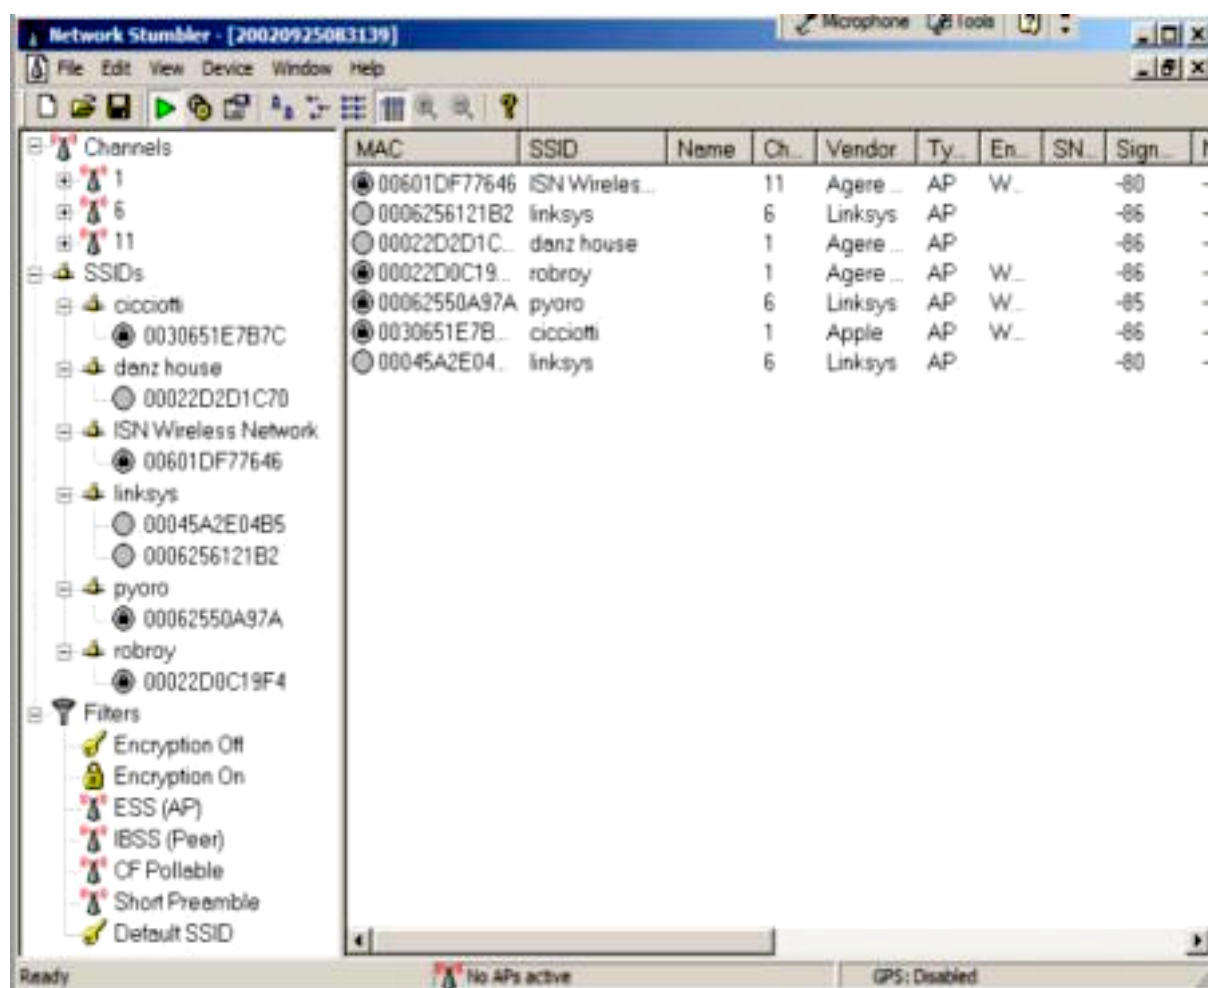 Network Stumbler - [20020925083139]
Microphone Tools
File Edit View Device Window Help
Channels
1
6
11
SSIDs
cicciotti
0030651E7B7C
danz house
00022D2D1C70
ISN Wireless Network
00601DF77646
linksys
00045A2E04B5
0006256121B2
pyoro
00062550A97A
robroy
00022D0C19F4
Filters
Encryption Off
Encryption On
ESS (AP)
IBSS (Peer)
CF Pollable
Short Preamble
Default SSID
MAC SSID Name Ch... Vendor Ty... En... SN... Sign... N
00601DF77646 ISN Wireles... 11 Agere ... AP W... -80 -
0006256121B2 linksys 6 Linksys AP -86 -
00022D2D1C... danz house 1 Agere ... AP -86 -
00022D0C19... robroy 1 Agere ... AP W... -86 -
00062550A97A pyoro 6 Linksys AP W... -85 -
0030651E7B... cicciotti 1 Apple AP W... -86 -
00045A2E04... linksys 6 Linksys AP -80 -
Ready No APs active GPS: Disabled